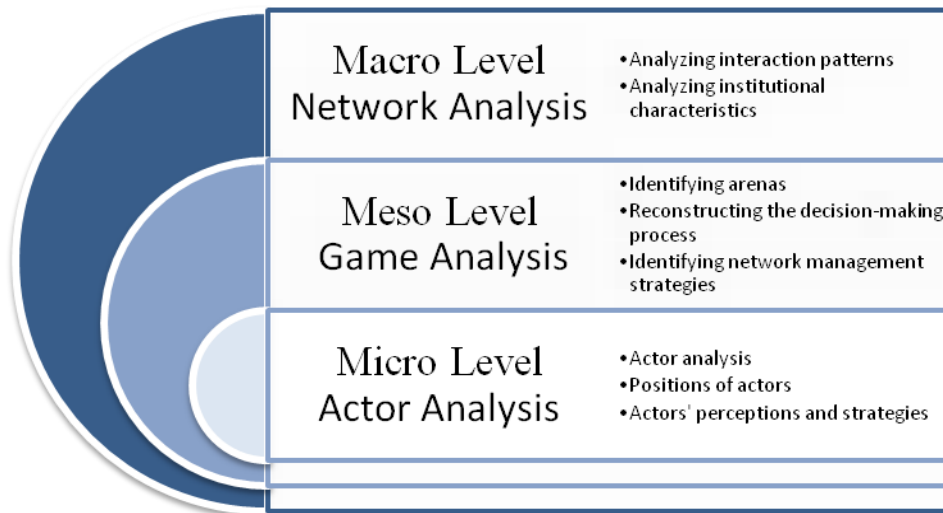 Macro Level
Network Analysis
•Analyzing interaction patterns
•Analyzing institutional
characteristics
Meso Level
Game Analysis
•Identifying arenas
•Reconstructing the decision-making
process
•Identifying network management
strategies
Micro Level
Actor Analysis
•Actor analysis
•Positions of actors
•Actors' perceptions and strategies